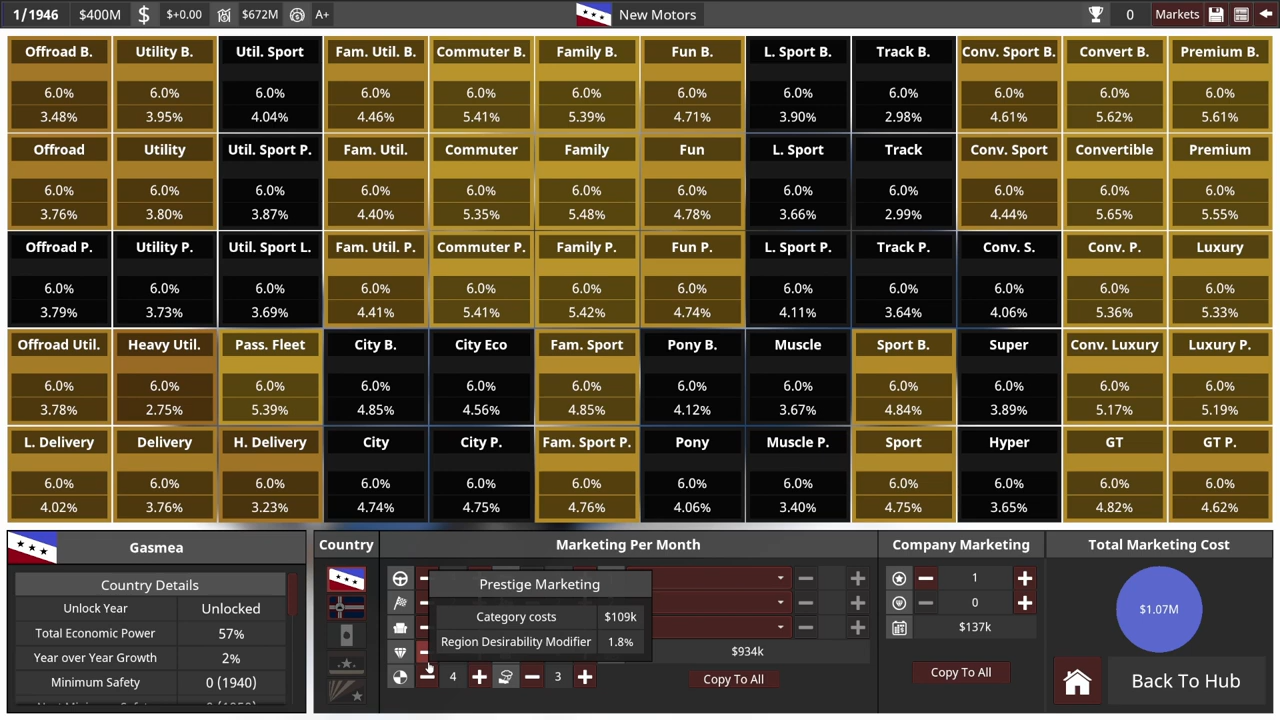 1/1946 $400M $+0.00 $672M A+ New Motors 0 Markets
Offroad B. Utility B. Util. Sport Fam. Util. B. Commuter B. Family B. Fun B. L. Sport B. Track B. Conv. Sport B. Convert B. Premium B.
6.0% 6.0% 6.0% 6.0% 6.0% 6.0% 6.0% 6.0% 6.0% 6.0% 6.0% 6.0%
3.48% 3.95% 4.04% 4.46% 5.41% 5.39% 4.71% 3.90% 2.98% 4.61% 5.62% 5.61%
Offroad Utility Util. Sport P. Fam. Util. Commuter Family Fun L. Sport Track Conv. Sport Convertible Premium
6.0% 6.0% 6.0% 6.0% 6.0% 6.0% 6.0% 6.0% 6.0% 6.0% 6.0% 6.0%
3.76% 3.80% 3.87% 4.40% 5.35% 5.48% 4.78% 3.66% 2.99% 4.44% 5.65% 5.55%
Offroad P. Utility P. Util. Sport L. Fam. Util. P. Commuter P. Family P. Fun P. L. Sport P. Track P. Conv. S. Conv. P. Luxury
6.0% 6.0% 6.0% 6.0% 6.0% 6.0% 6.0% 6.0% 6.0% 6.0% 6.0% 6.0%
3.79% 3.73% 3.69% 4.41% 5.41% 5.42% 4.74% 4.11% 3.64% 4.06% 5.36% 5.33%
Offroad Util. Heavy Util. Pass. Fleet City B. City Eco Fam. Sport Pony B. Muscle Sport B. Super Conv. Luxury Luxury P.
6.0% 6.0% 6.0% 6.0% 6.0% 6.0% 6.0% 6.0% 6.0% 6.0% 6.0% 6.0%
3.78% 2.75% 5.39% 4.85% 4.56% 4.85% 4.12% 3.67% 4.84% 3.89% 5.17% 5.19%
L. Delivery Delivery H. Delivery City City P. Fam. Sport P. Pony Muscle P. Sport Hyper GT GT P.
6.0% 6.0% 6.0% 6.0% 6.0% 6.0% 6.0% 6.0% 6.0% 6.0% 6.0% 6.0%
4.02% 3.76% 3.23% 4.74% 4.75% 4.76% 4.06% 3.40% 4.75% 3.65% 4.82% 4.62%
Gasmea
Country Details
Unlock Year Unlocked
Total Economic Power 57%
Year over Year Growth 2%
Minimum Safety 0 (1940)
Country
Marketing Per Month
Prestige Marketing
Category costs $109k
Region Desirability Modifier 1.8%
$934k
4 3 Copy To All
Company Marketing
1
0
$137k
Copy To All
Total Marketing Cost
$1.07M
Back To Hub